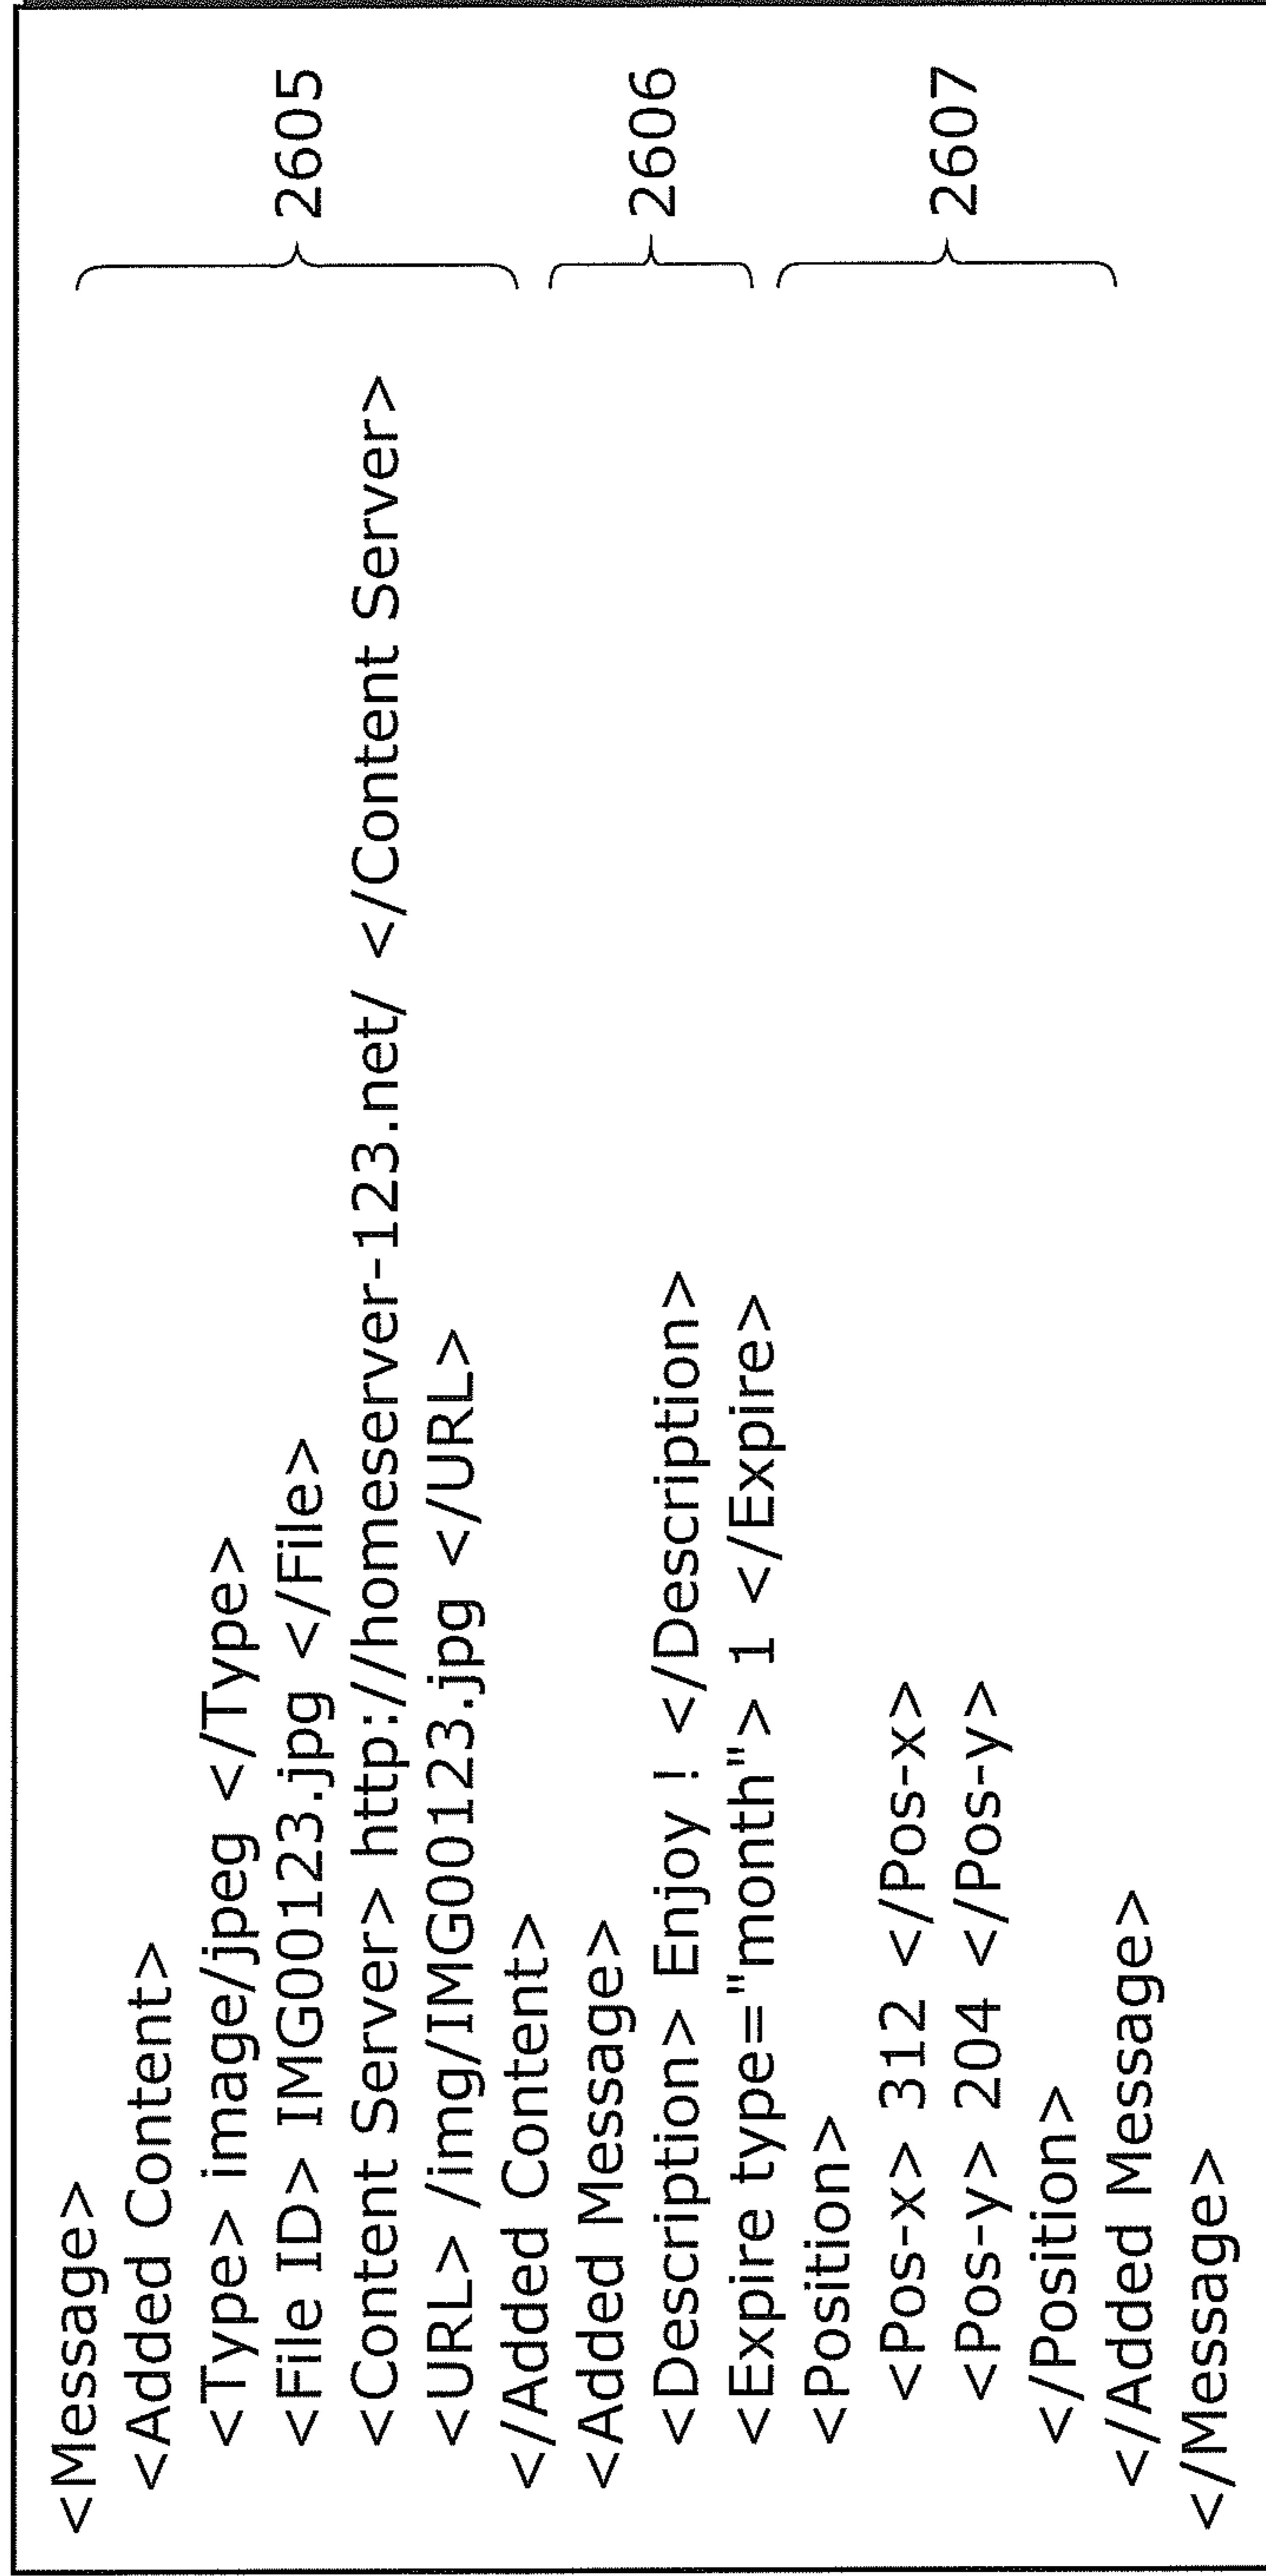 <Message>
<Added Content>
<Type> image/jpeg </Type>
<File ID> IMG00123.jpg </File>
<Content Server> http://homeserver-123.net/ </Content Server>
<URL> /img/IMG00123.jpg </URL>
</Added Content>
2605
<Added Message>
<Description> Enjoy ! </Description>
<Expire type="month"> 1 </Expire>
2606
<Position>
<Pos-x> 312 </Pos-x>
<Pos-y> 204 </Pos-y>
</Position>
</Added Message>
2607
</Message>